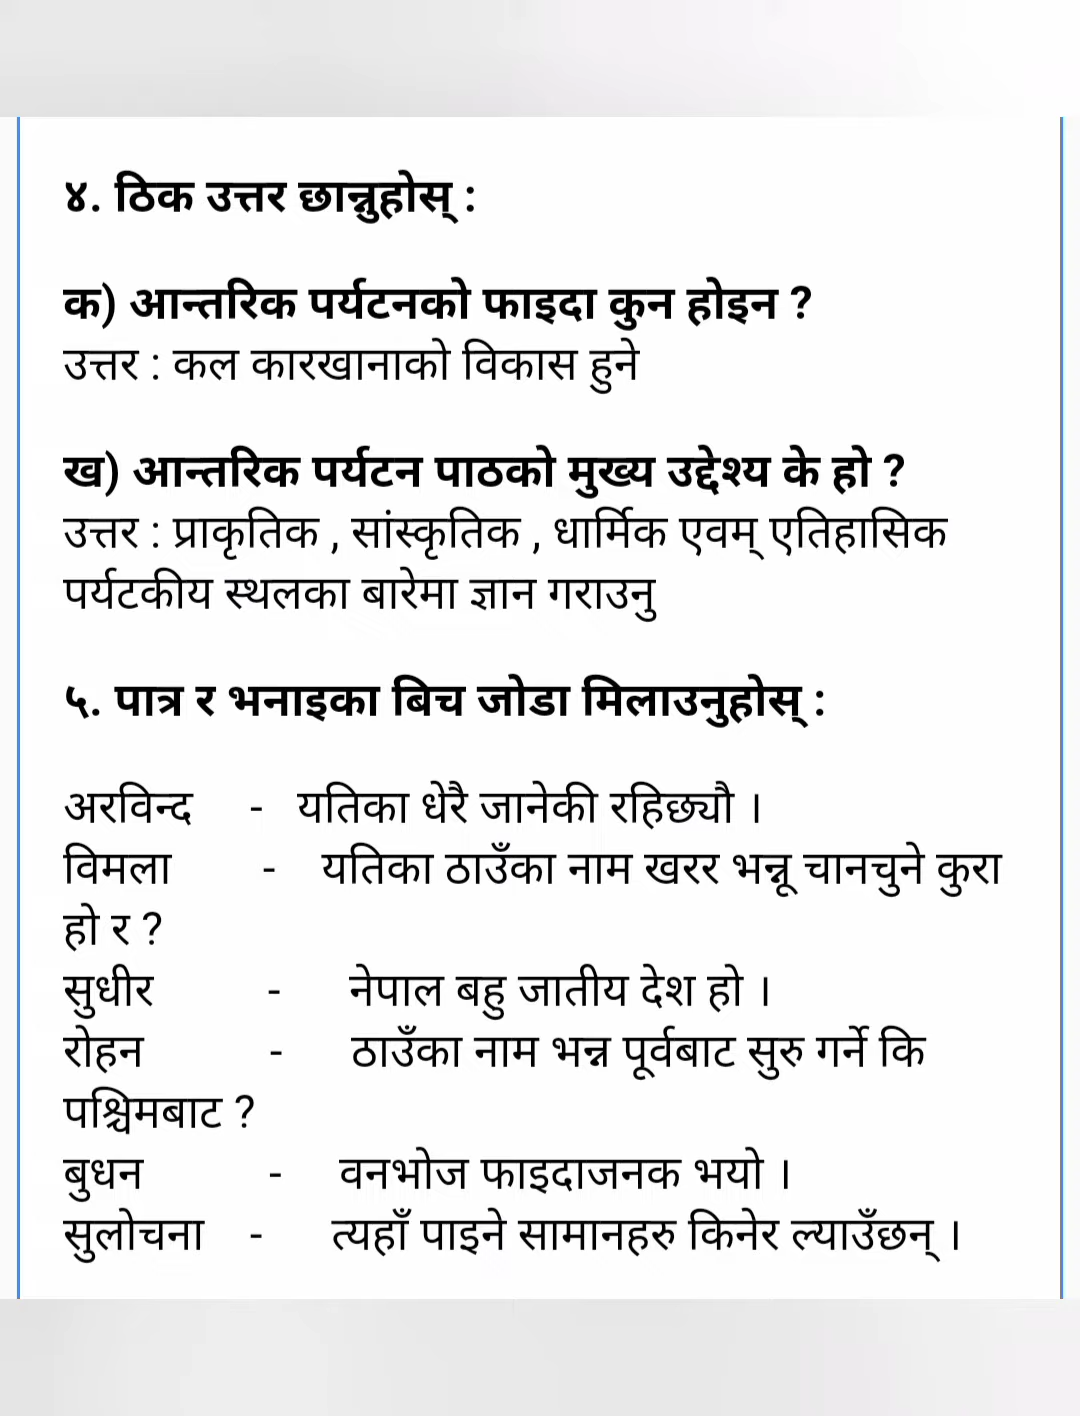 ४. ठिक उत्तर छान्नुहोस् :
क) आन्तरिक पर्यटनको फाइदा कुन होइन ?
उत्तर : कल कारखानाको विकास हुने
ख) आन्तरिक पर्यटन पाठको मुख्य उद्देश्य के हो ?
उत्तर : प्राकृतिक , सांस्कृतिक , धार्मिक एवम् एतिहासिक
पर्यटकीय स्थलका बारेमा ज्ञान गराउनु
५. पात्र र भनाइका बिच जोडा मिलाउनुहोस् :
अरविन्द - यतिका धेरै जानेकी रहिछ्यौ ।
विमला - यतिका ठाउँका नाम खरर भन्नू चानचुने कुरा
हो र ?
सुधीर - नेपाल बहु जातीय देश हो ।
रोहन - ठाउँका नाम भन्न पूर्वबाट सुरु गर्ने कि
पश्चिमबाट ?
बुधन - वनभोज फाइदाजनक भयो ।
सुलोचना - त्यहाँ पाइने सामानहरु किनेर ल्याउँछन् ।